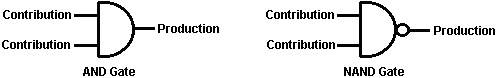 Contribution
Contribution
Production
AND Gate
Contribution
Contribution
Production
NAND Gate